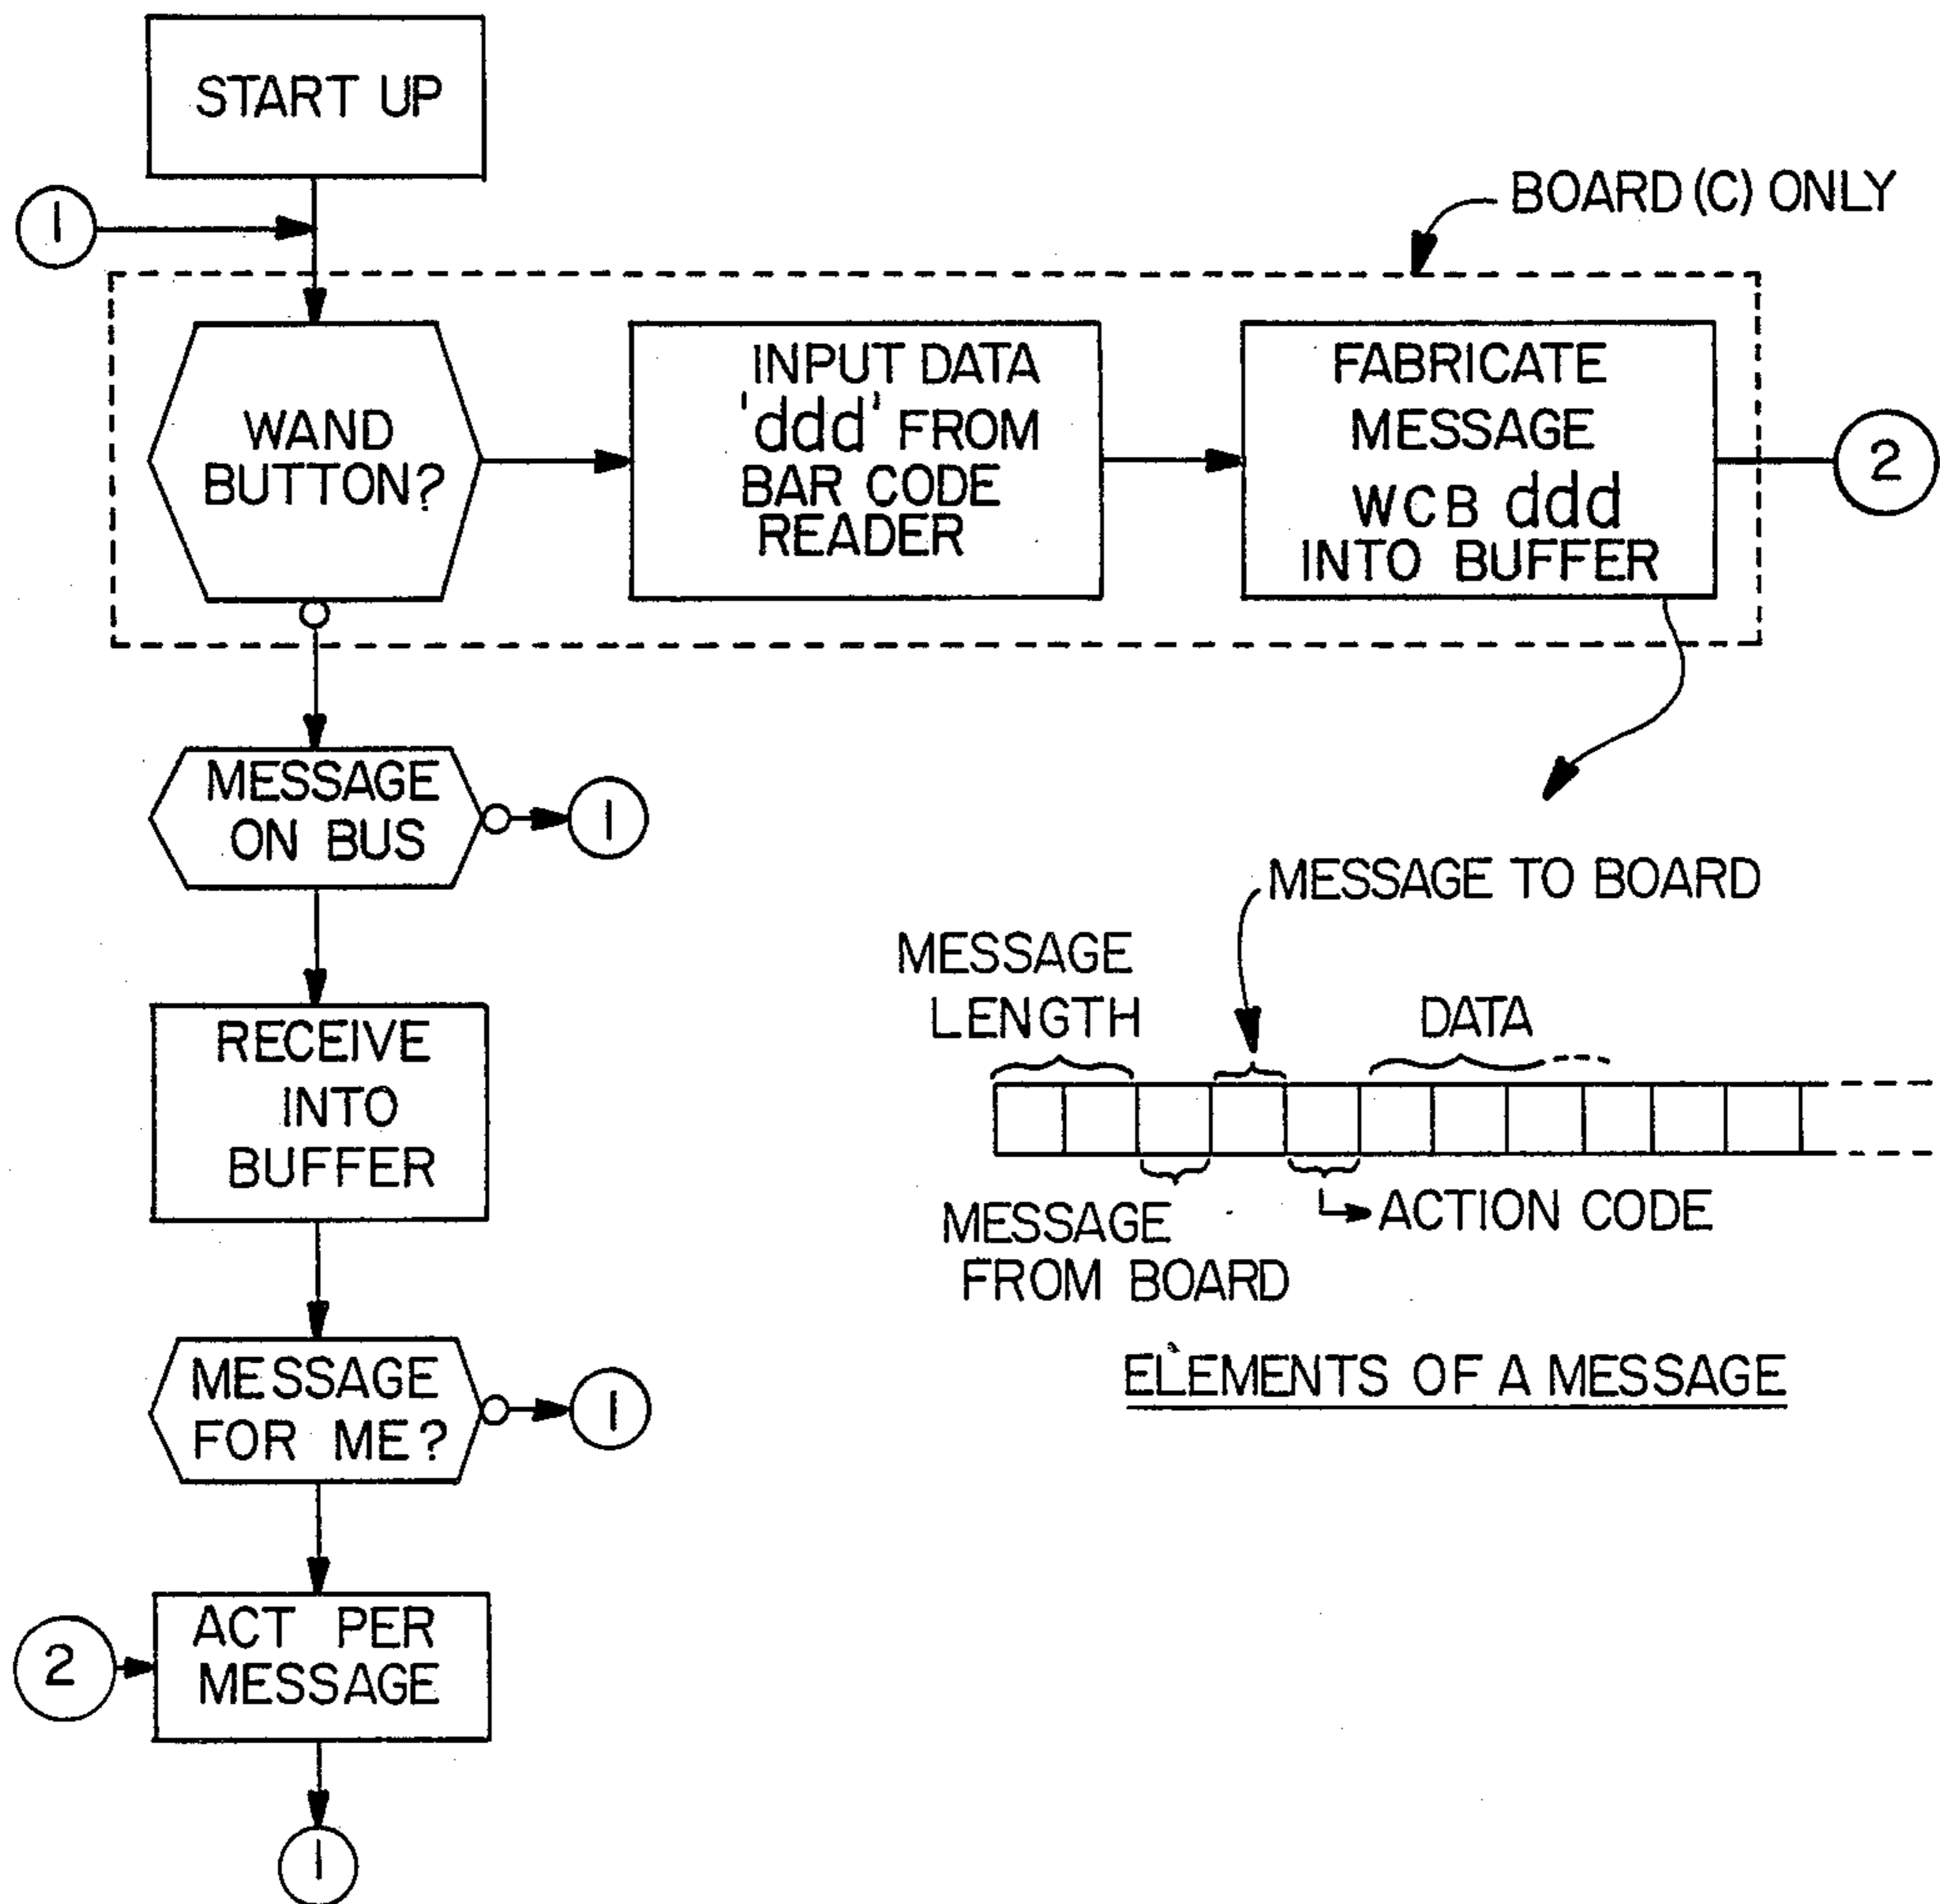 START UP
1
BOARD (C) ONLY
WAND
BUTTON?
INPUT DATA
'ddd' FROM
BAR CODE
READER
FABRICATE
MESSAGE
WCB ddd
INTO BUFFER
2
MESSAGE
ON BUS
1
MESSAGE TO BOARD
MESSAGE
LENGTH
DATA
RECEIVE
INTO
BUFFER
ACTION CODE
MESSAGE
FROM BOARD
MESSAGE
FOR ME?
1
ELEMENTS OF A MESSAGE
2
ACT PER
MESSAGE
1